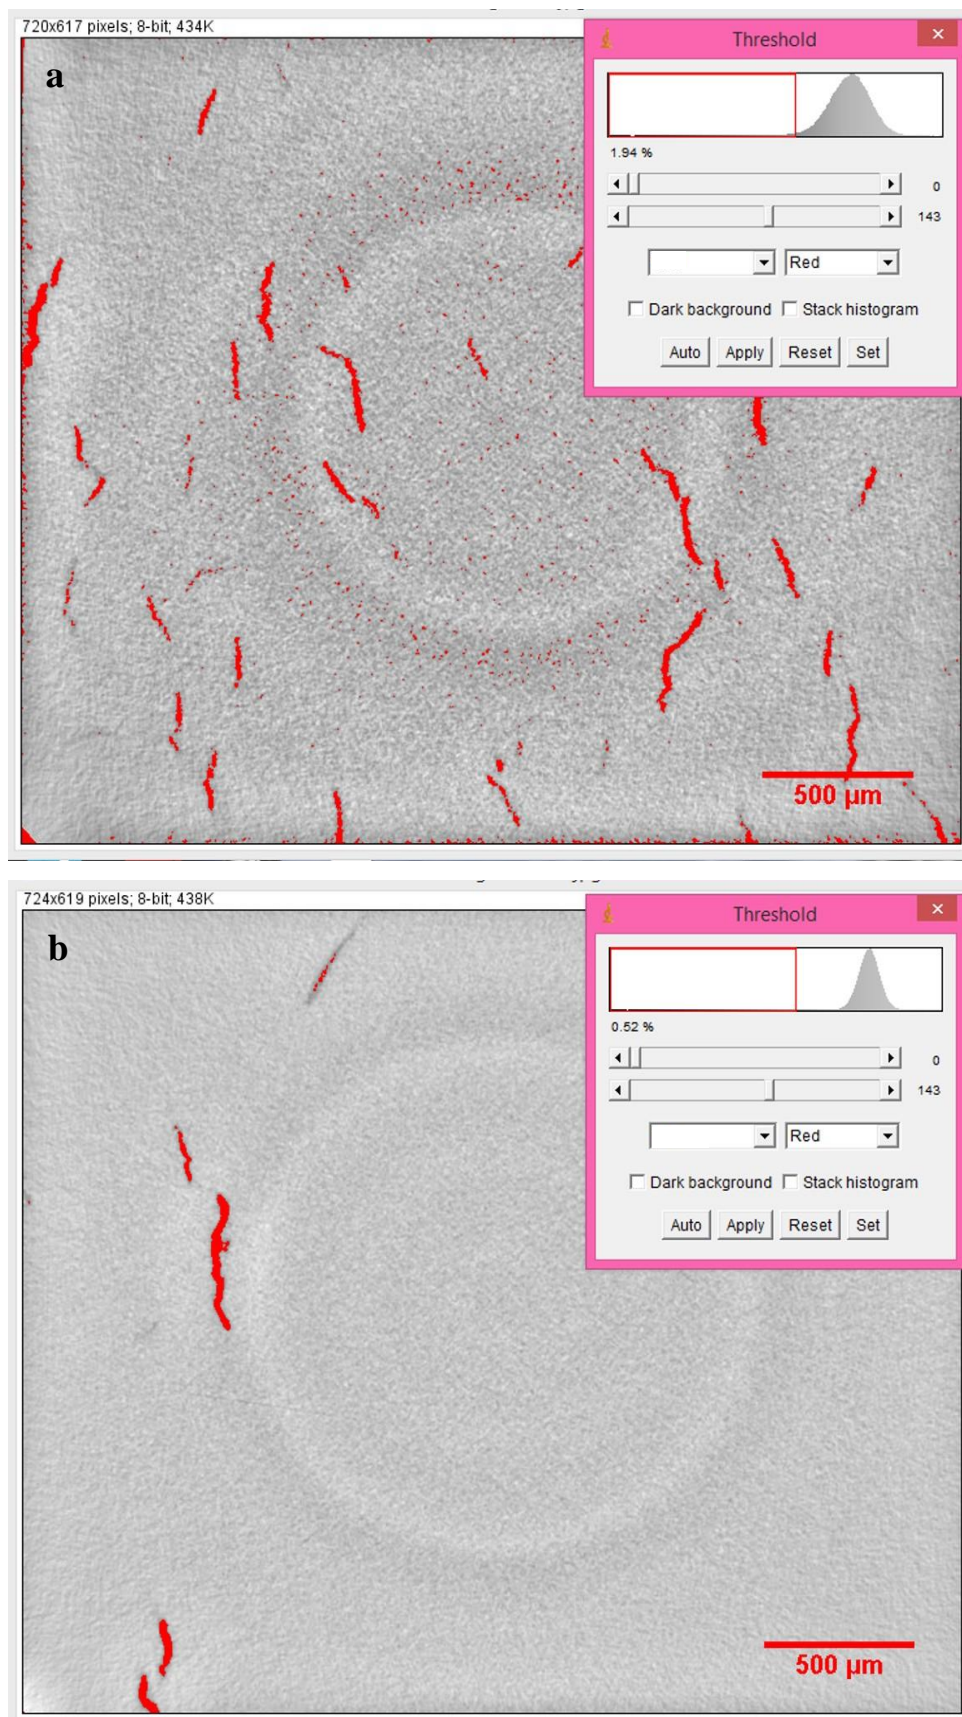 720x617 pixels; 8-bit; 434K
a
Threshold
1.94 %
0
143
Red
Dark background
Stack histogram
Auto
Apply
Reset
Set
500 µm
724x619 pixels; 8-bit; 438K
b
Threshold
0.52 %
0
143
Red
Dark background
Stack histogram
Auto
Apply
Reset
Set
500 µm